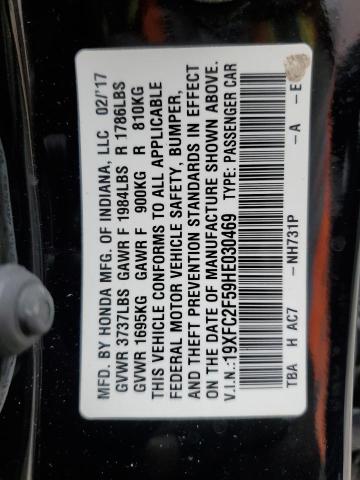 MFD. BY HONDA MFG. OF INDIANA, LLC 02/'17
GVWR 3737LBS GAWR F 1984LBS R 1786LBS
GVWR 1695KG GAWR F 900KG R 810KG
THIS VEHICLE CONFORMS TO ALL APPLICABLE
FEDERAL MOTOR VEHICLE SAFETY, BUMPER,
AND THEFT PREVENTION STANDARDS IN EFFECT
ON THE DATE OF MANUFACTURE SHOWN ABOVE.
V.I.N.:19XFC2F59HE030469 TYPE: PASSENGER CAR
TBA H AC7 -NH731P -A -E